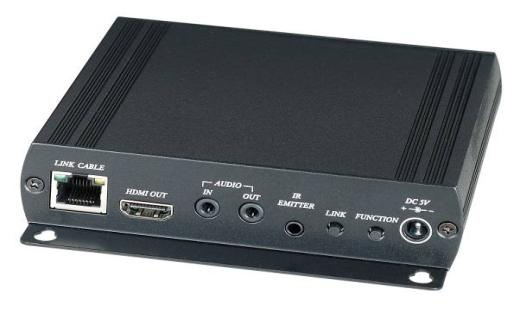 LINK CABLE
HDMI OUT
AUDIO
IN
OUT
IR
EMITTER
LINK
FUNCTION
DC 5V
+ -